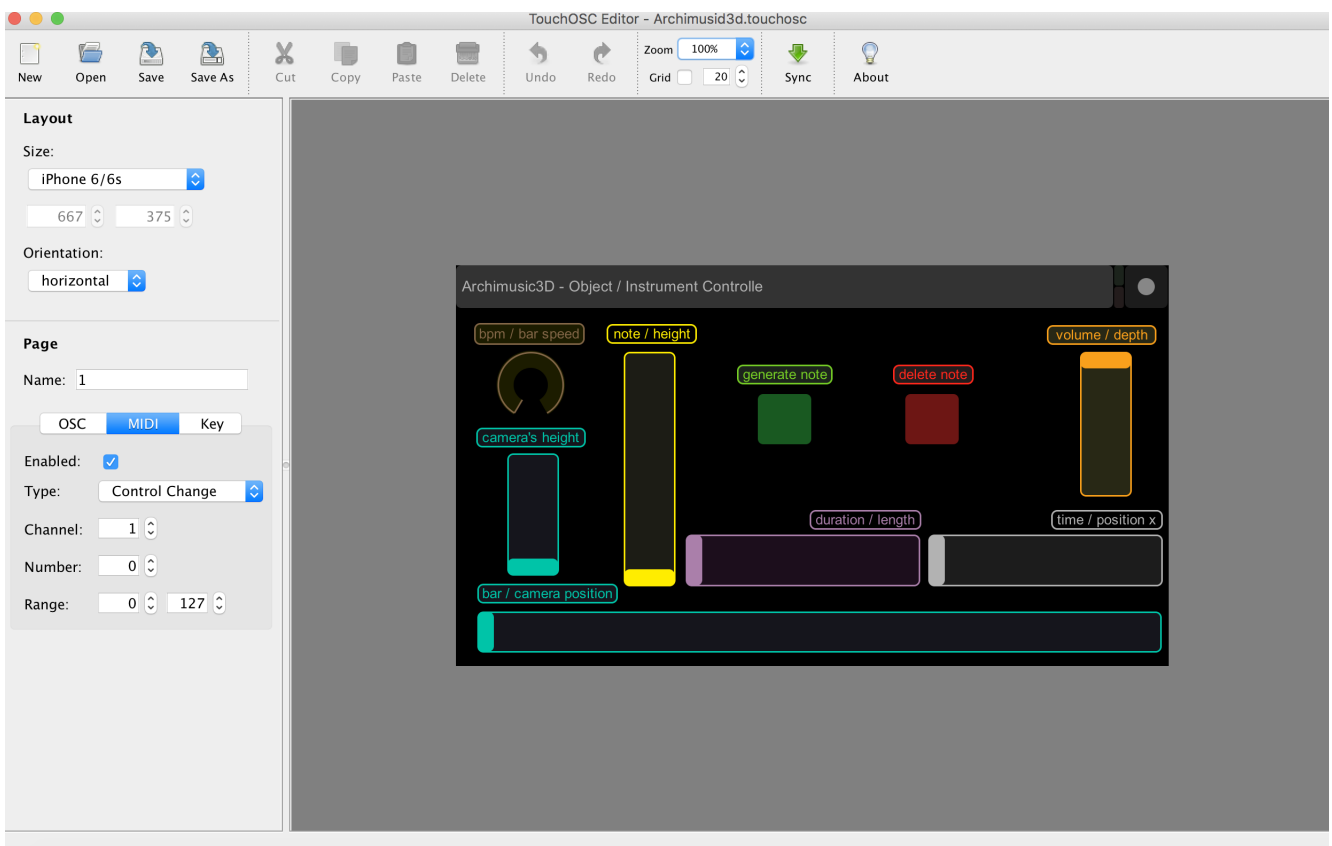 TouchOSC Editor - Archimusid3d.touchosc
New Open Save Save As Cut Copy Paste Delete Undo Redo Zoom 100% Grid 20 Sync About
Layout
Size:
iPhone 6/6s
667 375
Orientation:
horizontal
Page
Name: 1
OSC MIDI Key
Enabled:
Type: Control Change
Channel: 1
Number: 0
Range: 0 127
Archimusic3D - Object / Instrument Controlle
bpm / bar speed note / height volume / depth
generate note delete note
camera's height
duration / length time / position x
bar / camera position